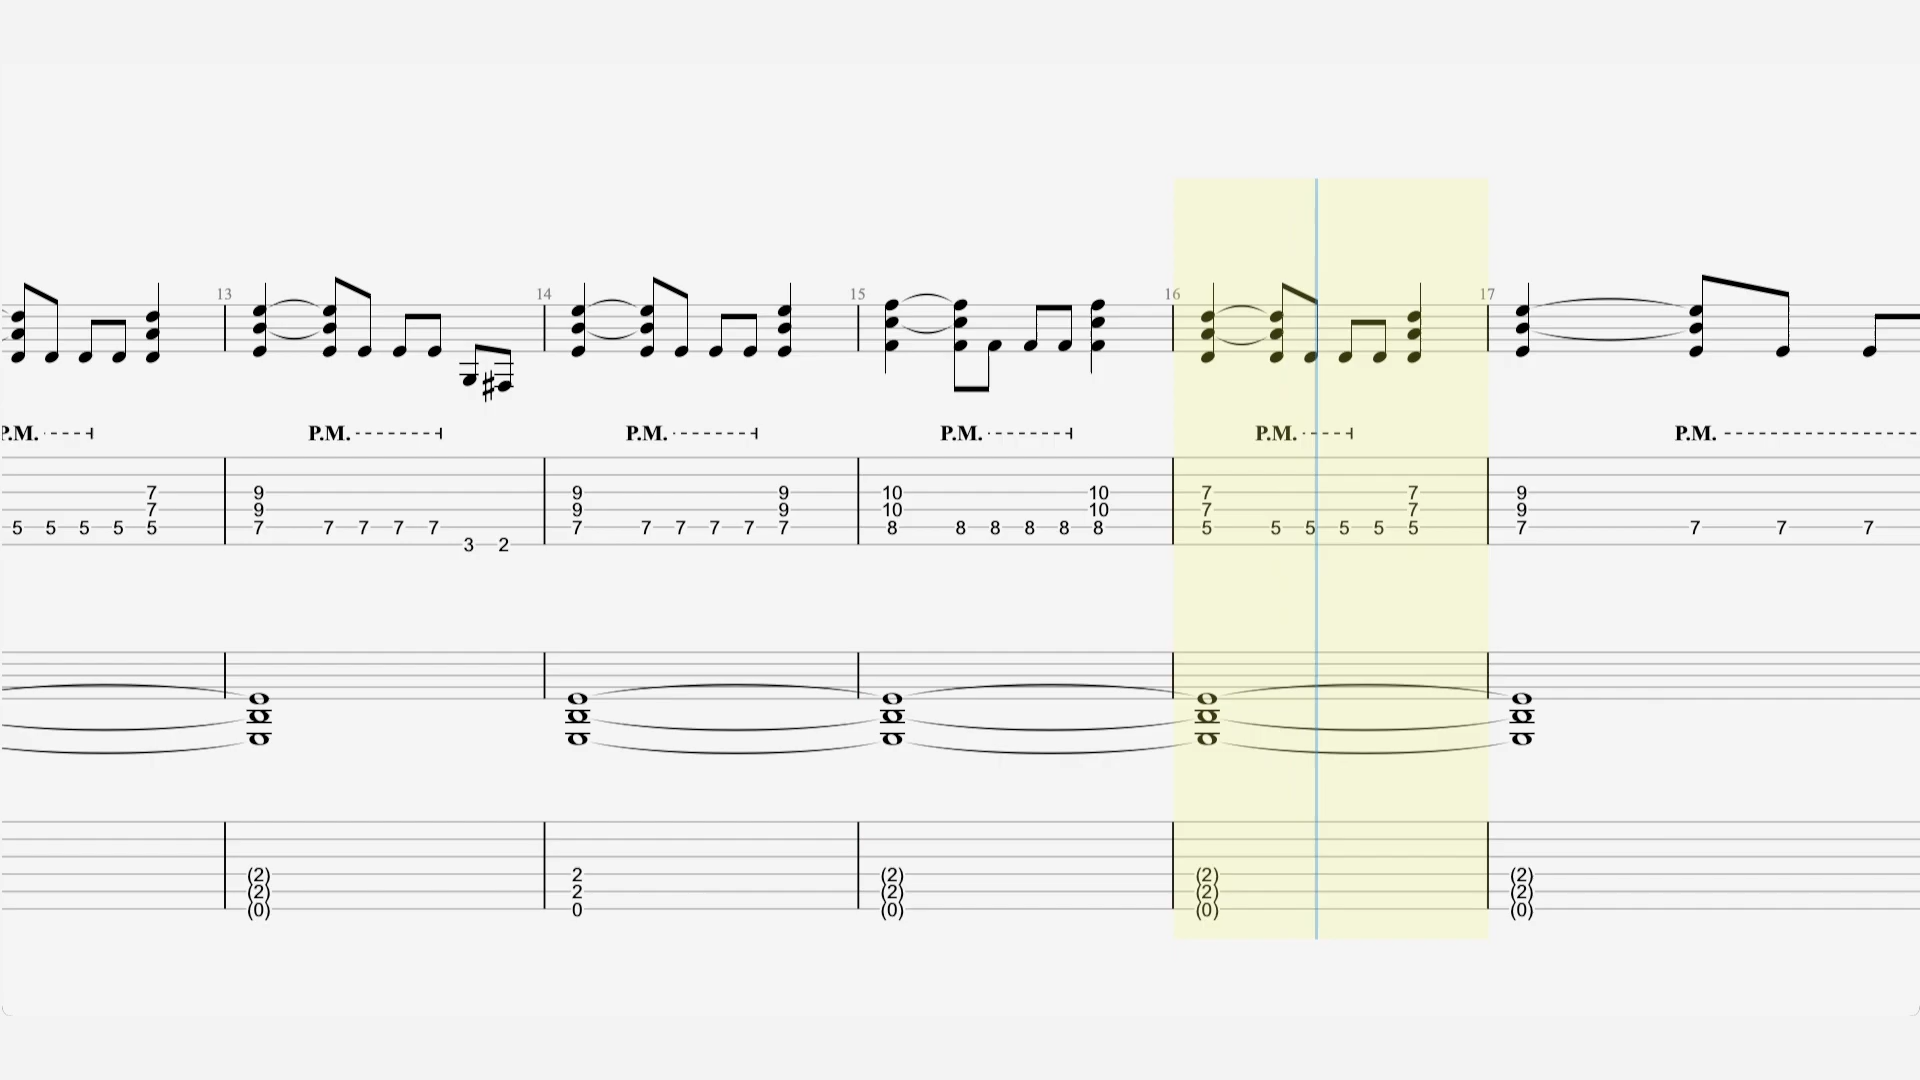 13 14 15 16 17
P.M. P.M. P.M. P.M. P.M. P.M.
7 9 9 9 10 10 7 7 9
7 9 9 9 10 10 7 7 9
5 5 5 5 5 7 7 7 7 7 7 7 7 7 7 7 8 8 8 8 8 8 5 5 5 5 5 5 7 7 7 7
3 2
(2) 2 (2) (2) (2)
(2) 2 (2) (2) (2)
(0) 0 (0) (0) (0)